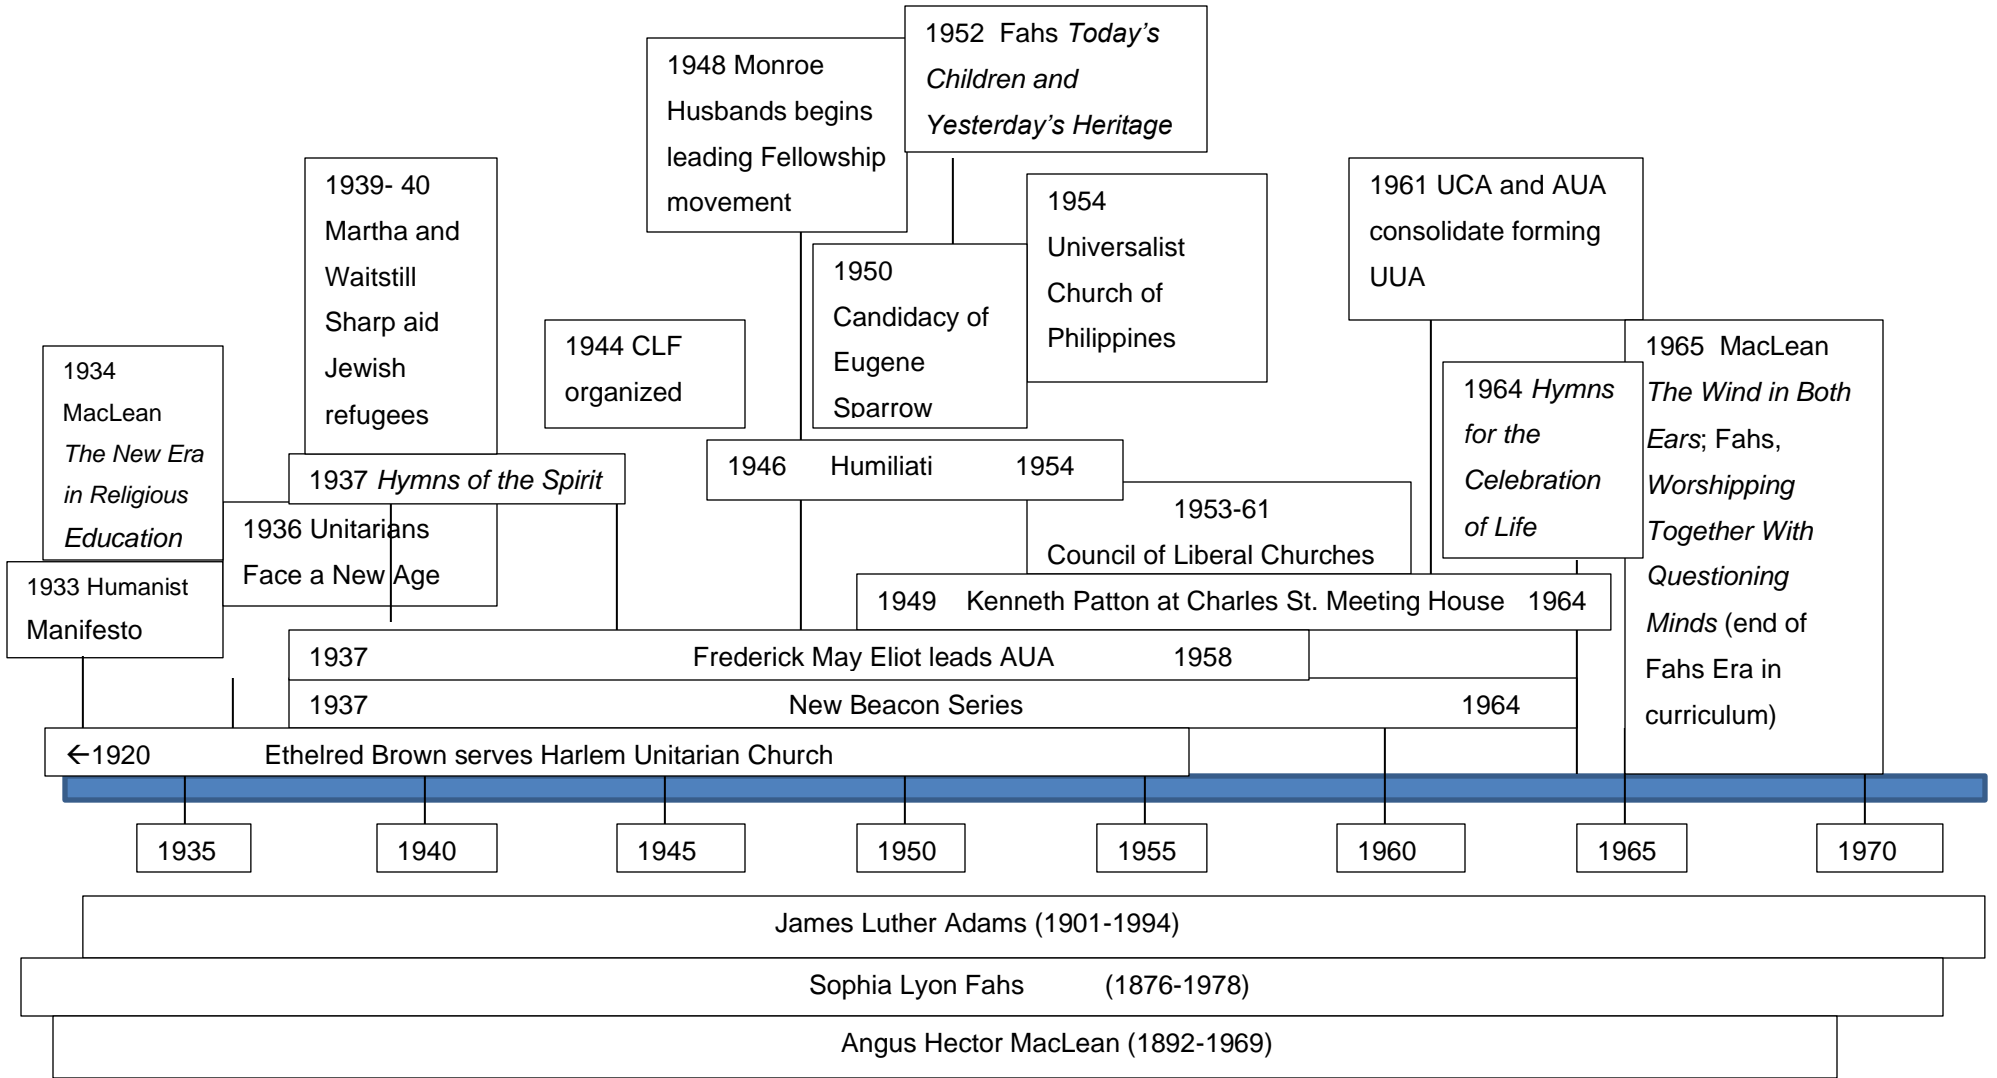 1952 Fahs Today’s
Children and
Yesterday’s Heritage
1948 Monroe
Husbands begins
leading Fellowship
movement
1939- 40
Martha and
Waitstill
Sharp aid
Jewish
refugees
1954
Universalist
Church of
Philippines
1961 UCA and AUA
consolidate forming
UUA
1950
Candidacy of
Eugene
Sparrow
1944 CLF
organized
1934
MacLean
The New Era
in Religious
Education
1965 MacLean
The Wind in Both
Ears; Fahs,
Worshipping
Together With
Questioning
Minds (end of
Fahs Era in
curriculum)
1964 Hymns
for the
Celebration
of Life
1937 Hymns of the Spirit
1946 Humiliati 1954
1936 Unitarians
Face a New Age
1953-61
Council of Liberal Churches
1933 Humanist
Manifesto
1949 Kenneth Patton at Charles St. Meeting House 1964
1937 Frederick May Eliot leads AUA 1958
1937 New Beacon Series 1964
←1920 Ethelred Brown serves Harlem Unitarian Church
1935 1940 1945 1950 1955 1960 1965 1970
James Luther Adams (1901-1994)
Sophia Lyon Fahs (1876-1978)
Angus Hector MacLean (1892-1969)